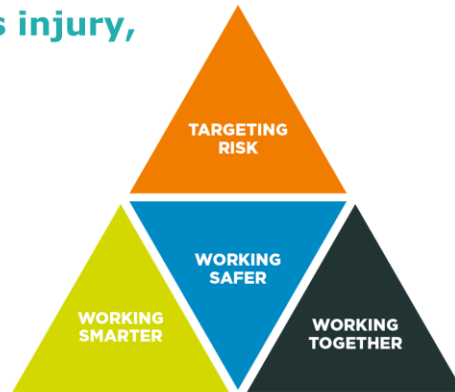 s injury,
TARGETING
RISK
WORKING
SAFER
WORKING
SMARTER
WORKING
TOGETHER